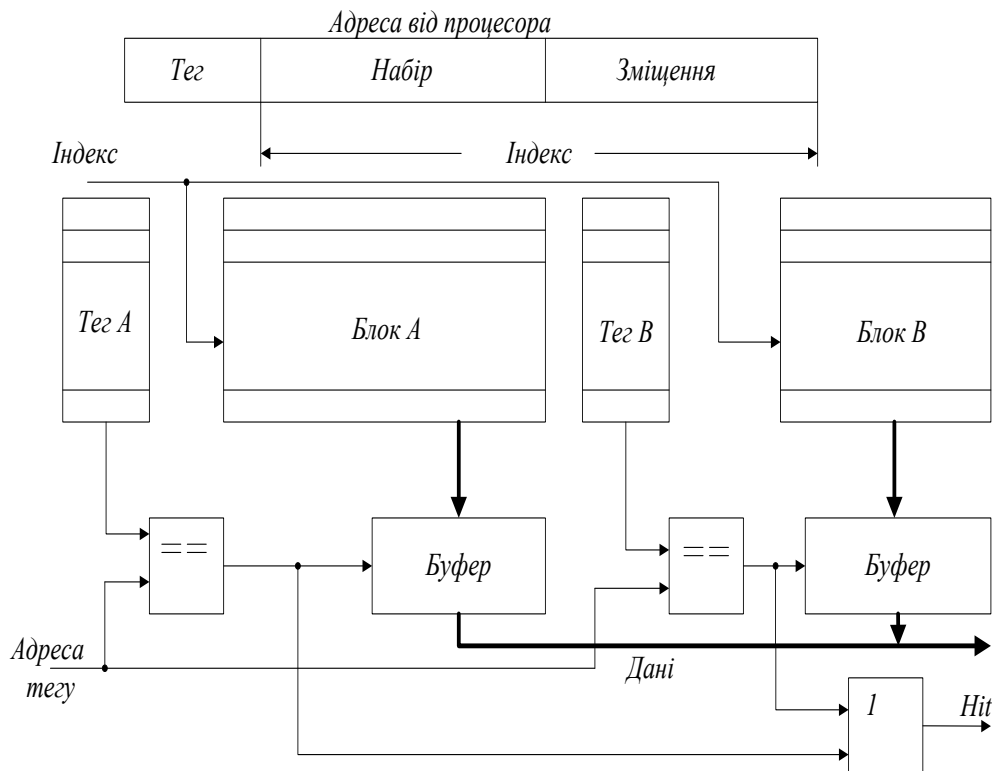 Адреса від процесора
Тег Набір Зміщення
Індекс Індекс
Тег А Блок А Тег В Блок В
== ==
Буфер Буфер
Адреса
тегу
Дані
1 Hit